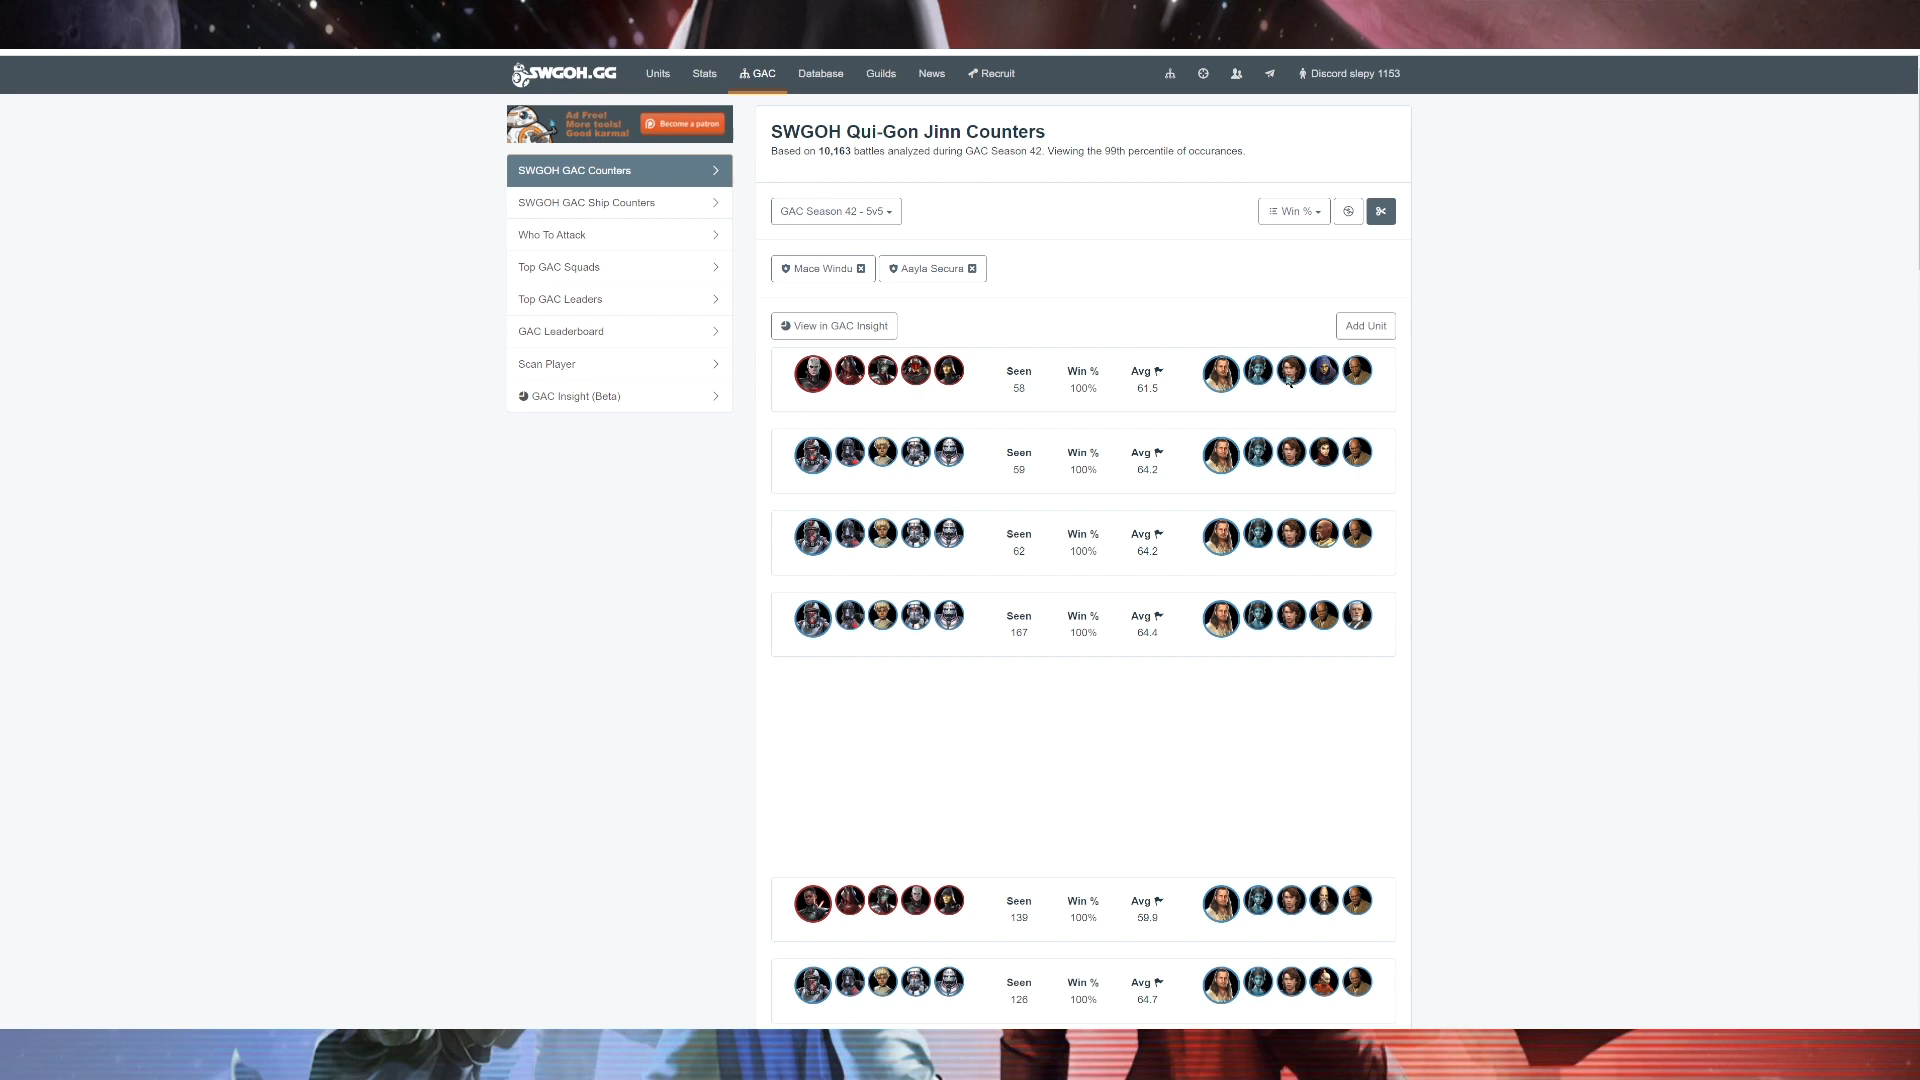 SWGOH.GG Units Stats GAC Database Guilds News Recruit Discord slepy 1153
Ad Free!
More tools!
Good karma!
Become a patron
SWGOH GAC Counters
SWGOH GAC Ship Counters
Who To Attack
Top GAC Squads
Top GAC Leaders
GAC Leaderboard
Scan Player
GAC Insight (Beta)
SWGOH Qui-Gon Jinn Counters
Based on 10,163 battles analyzed during GAC Season 42. Viewing the 99th percentile of occurances.
GAC Season 42 - 5v5 Win %
Mace Windu Aayla Secura
View in GAC Insight Add Unit
Seen Win % Avg
58 100% 61.5
Seen Win % Avg
59 100% 64.2
Seen Win % Avg
62 100% 64.2
Seen Win % Avg
167 100% 64.4
Seen Win % Avg
139 100% 59.9
Seen Win % Avg
126 100% 64.7